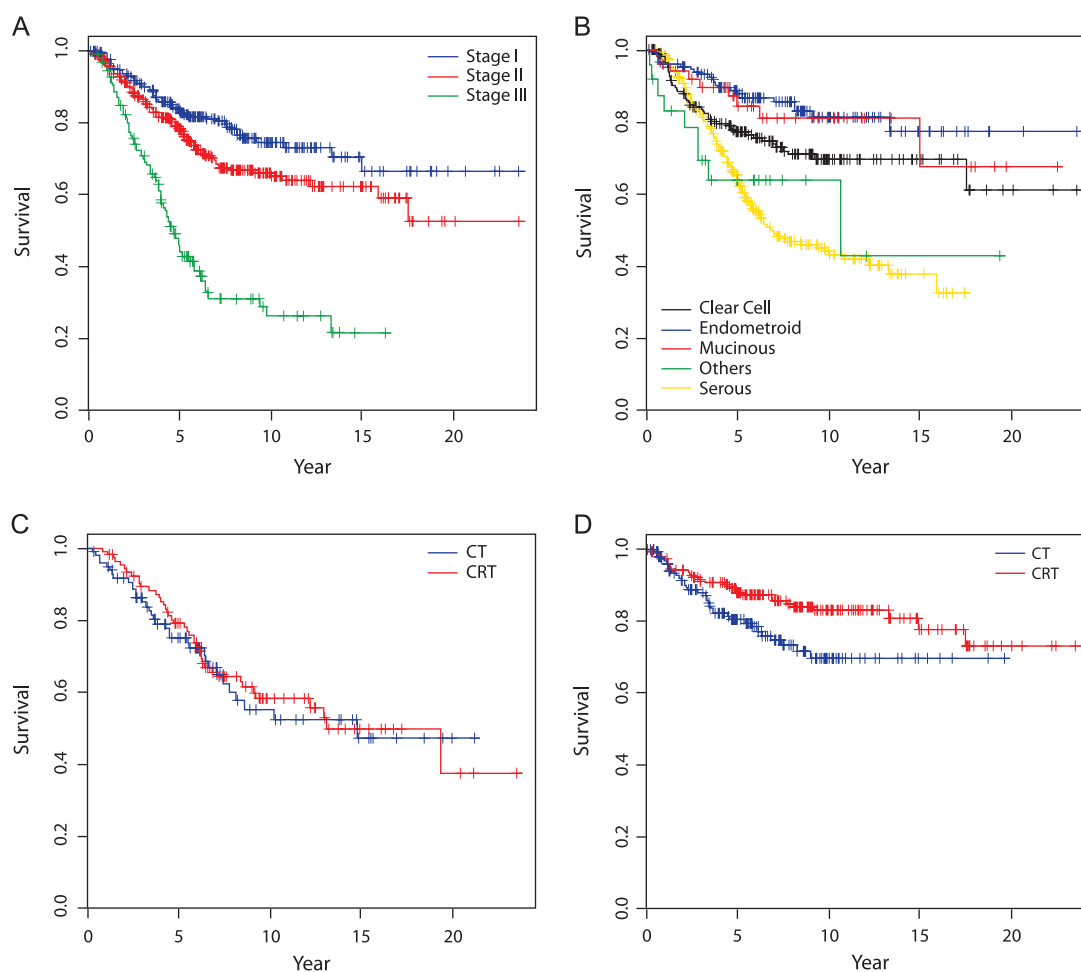 A
Stage I
Stage II
Stage III
Survival
1.0
0.8
0.6
0.4
0.2
0.0
0 5 10 15 20
Year
B
Survival
1.0
0.8
0.6
0.4
0.2
0.0
Clear Cell
Endometroid
Mucinous
Others
Serous
0 5 10 15 20
Year
C
CT
CRT
Survival
1.0
0.8
0.6
0.4
0.2
0.0
0 5 10 15 20
Year
D
CT
CRT
Survival
1.0
0.8
0.6
0.4
0.2
0.0
0 5 10 15 20
Year